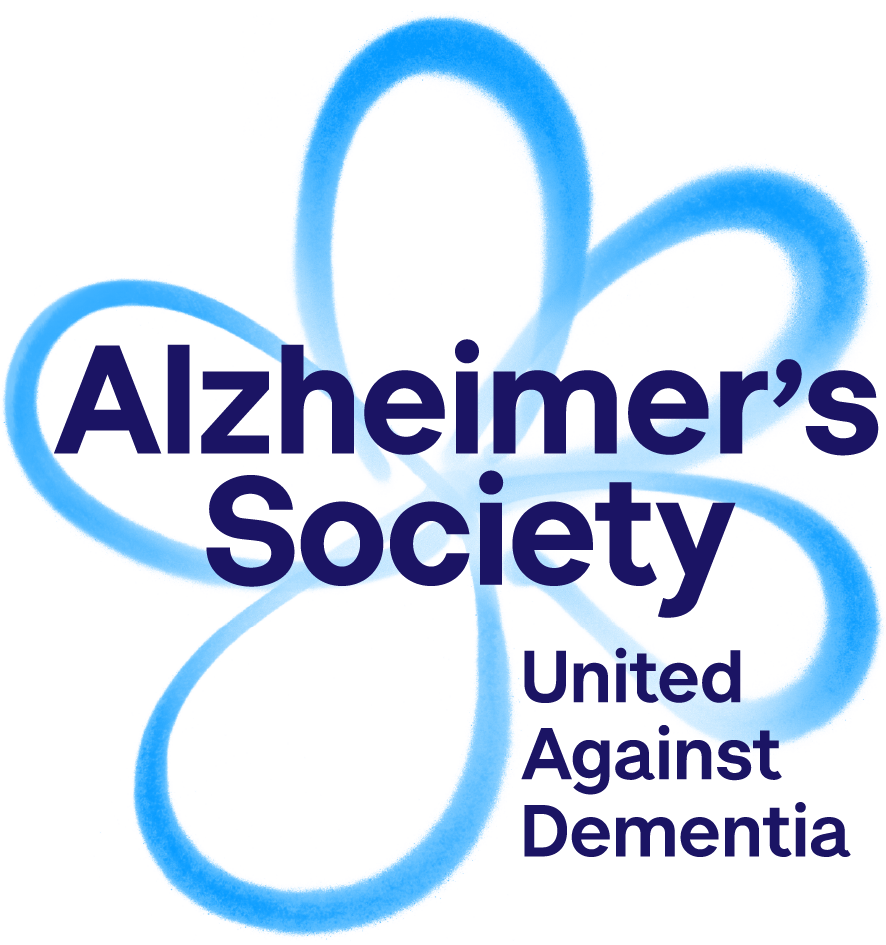 Alzheimer’s
Society
United
Against
Dementia